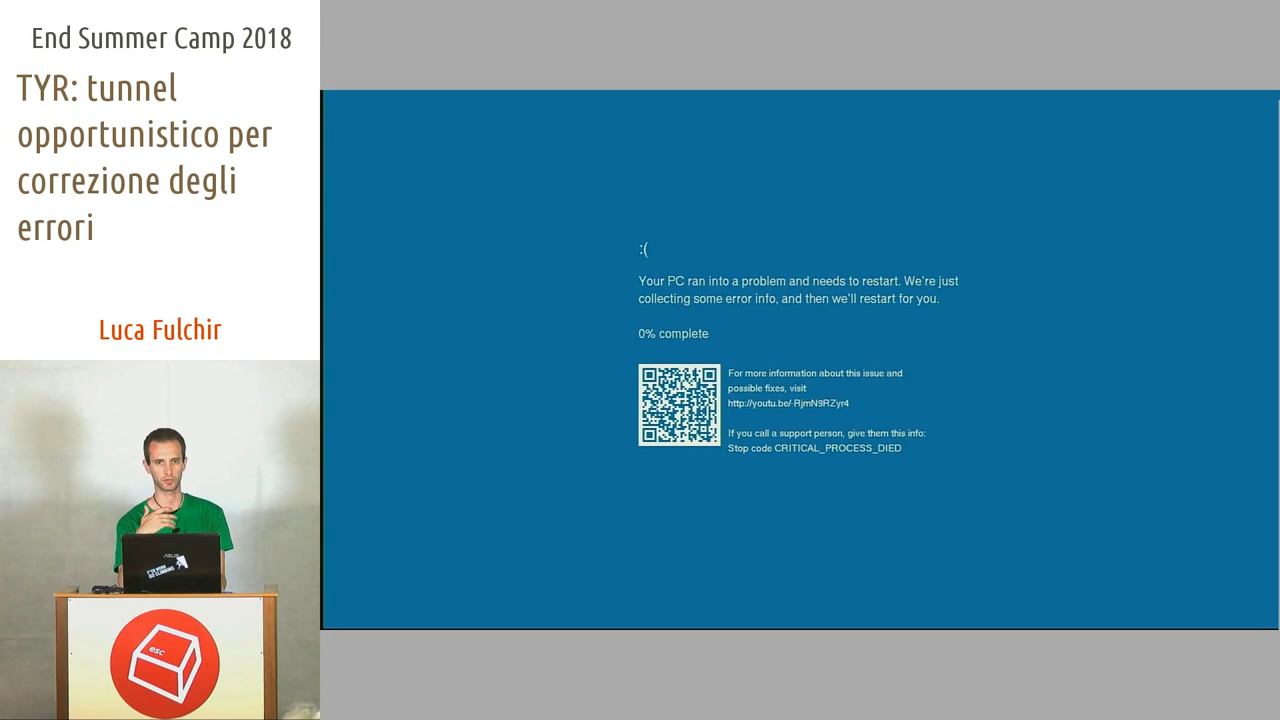 End Summer Camp 2018
TYR: tunnel
opportunistico per
correzione degli
errori
Luca Fulchir
:(
Your PC ran into a problem and needs to restart. We're just
collecting some error info, and then we'll restart for you.
0% complete
For more information about this issue and
possible fixes, visit
http://youtu.be/-RjmN9RZyr4
If you call a support person, give them this info:
Stop code CRITICAL_PROCESS_DIED
ASUS
esc